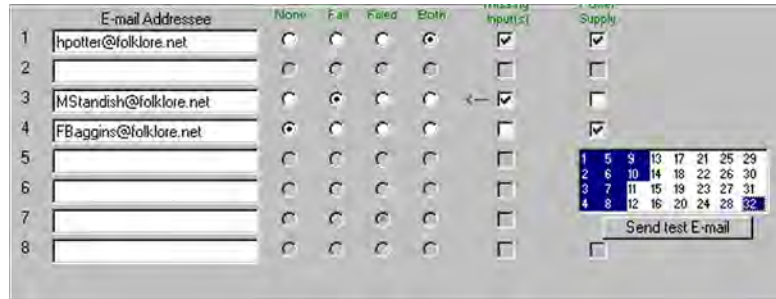 E-mail Addressee None Fail Failed Both Input(s( Supply
1 hpotter@folklore.net
2
3 MStandish@folklore.net <--
4 FBaggins@folklore.net
5
1 5 9 13 17 21 25 29
6
2 6 10 14 18 22 26 30
3 7 11 15 19 23 27 31
4 8 12 16 20 24 28 32
7
Send test E-mail
8